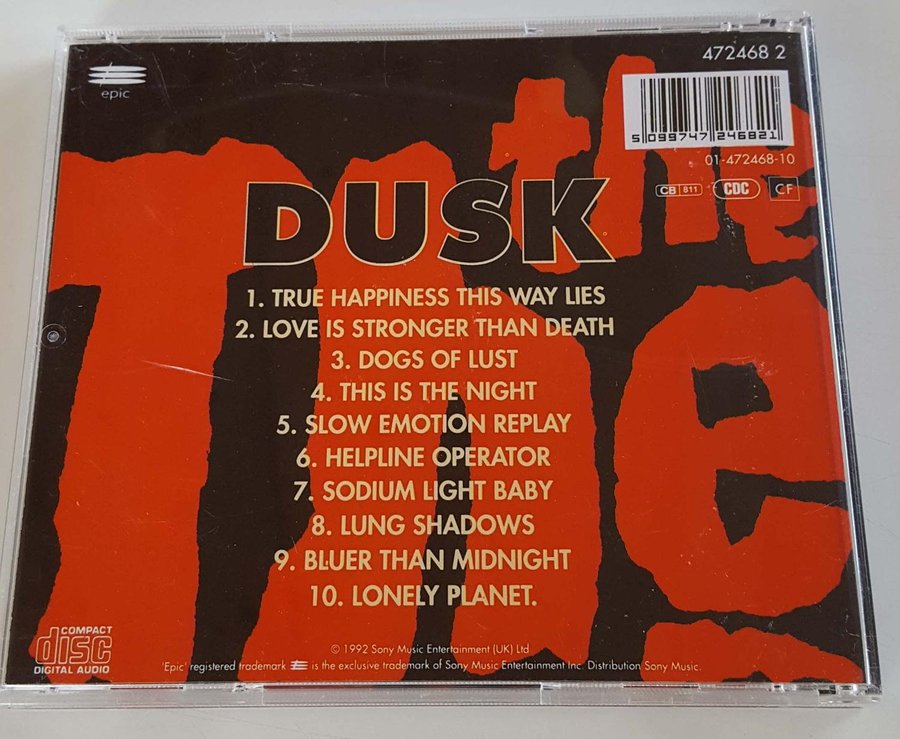 epic
472468 2
5 099747 246821
01-472468-10
CB 811 CDC CF
the
The
DUSK
1. TRUE HAPPINESS THIS WAY LIES
2. LOVE IS STRONGER THAN DEATH
3. DOGS OF LUST
4. THIS IS THE NIGHT
5. SLOW EMOTION REPLAY
6. HELPLINE OPERATOR
7. SODIUM LIGHT BABY
8. LUNG SHADOWS
9. BLUER THAN MIDNIGHT
10. LONELY PLANET.
COMPACT
disc
DIGITAL AUDIO
© 1992 Sony Music Entertainment (UK) Ltd
'Epic' registered trademark is the exclusive trademark of Sony Music Entertainment Inc. Distribution Sony Music.